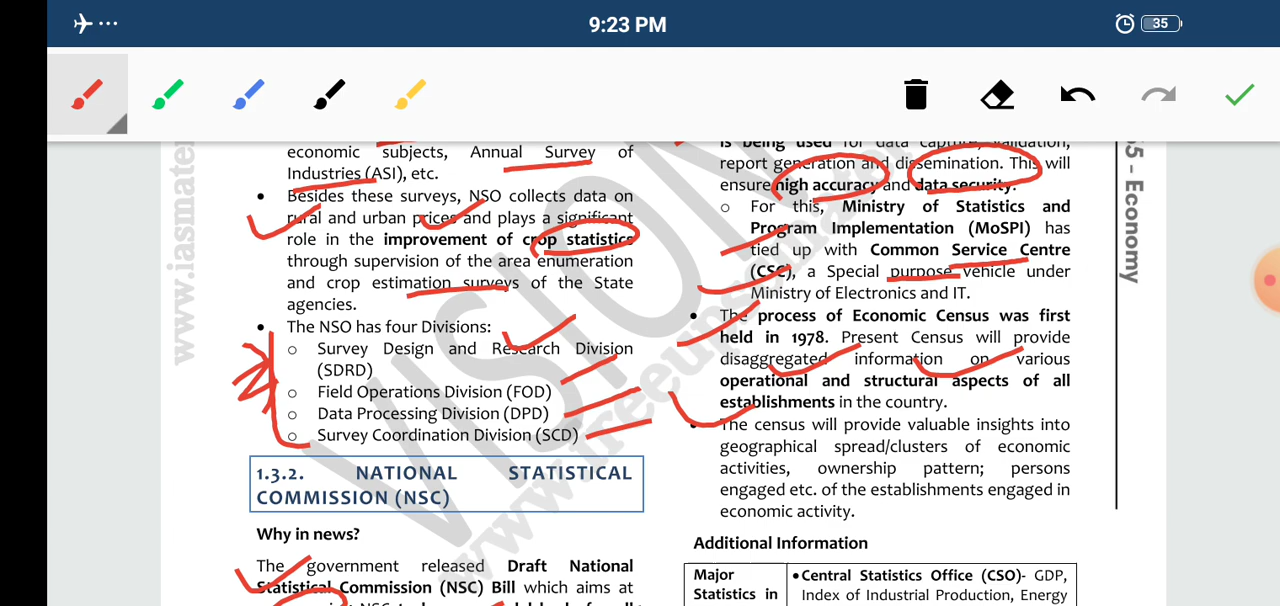 9:23 PM
35
economic subjects, Annual Survey of
Industries (ASI), etc.
• Besides these surveys, NSO collects data on
rural and urban prices and plays a significant
role in the improvement of crop statistics
through supervision of the area enumeration
and crop estimation surveys of the State
agencies.
• The NSO has four Divisions:
o Survey Design and Research Division
(SDRD)
o Field Operations Division (FOD)
o Data Processing Division (DPD)
o Survey Coordination Division (SCD)
1.3.2. NATIONAL STATISTICAL
COMMISSION (NSC)
Why in news?
The government released Draft National
Statistical Commission (NSC) Bill which aims at
is being used for data capture, validation,
report generation and dissemination. This will
ensure high accuracy and data security.
o For this, Ministry of Statistics and
Program Implementation (MoSPI) has
tied up with Common Service Centre
(CSC), a Special purpose vehicle under
Ministry of Electronics and IT.
• The process of Economic Census was first
held in 1978. Present Census will provide
disaggregated information on various
operational and structural aspects of all
establishments in the country.
• The census will provide valuable insights into
geographical spread/clusters of economic
activities, ownership pattern; persons
engaged etc. of the establishments engaged in
economic activity.
Additional Information
Major
Statistics in
• Central Statistics Office (CSO)- GDP,
Index of Industrial Production, Energy
5 - Economy
www.iasmater
VISION